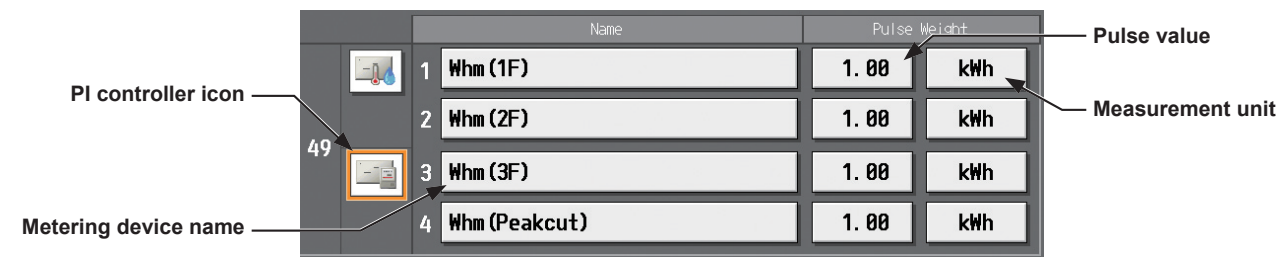 Name Pulse Weight
Pulse value
1 Whm(1F) 1.00 kWh
PI controller icon
Measurement unit
2 Whm(2F) 1.00 kWh
49
3 Whm(3F) 1.00 kWh
Metering device name
4 Whm(Peakcut) 1.00 kWh